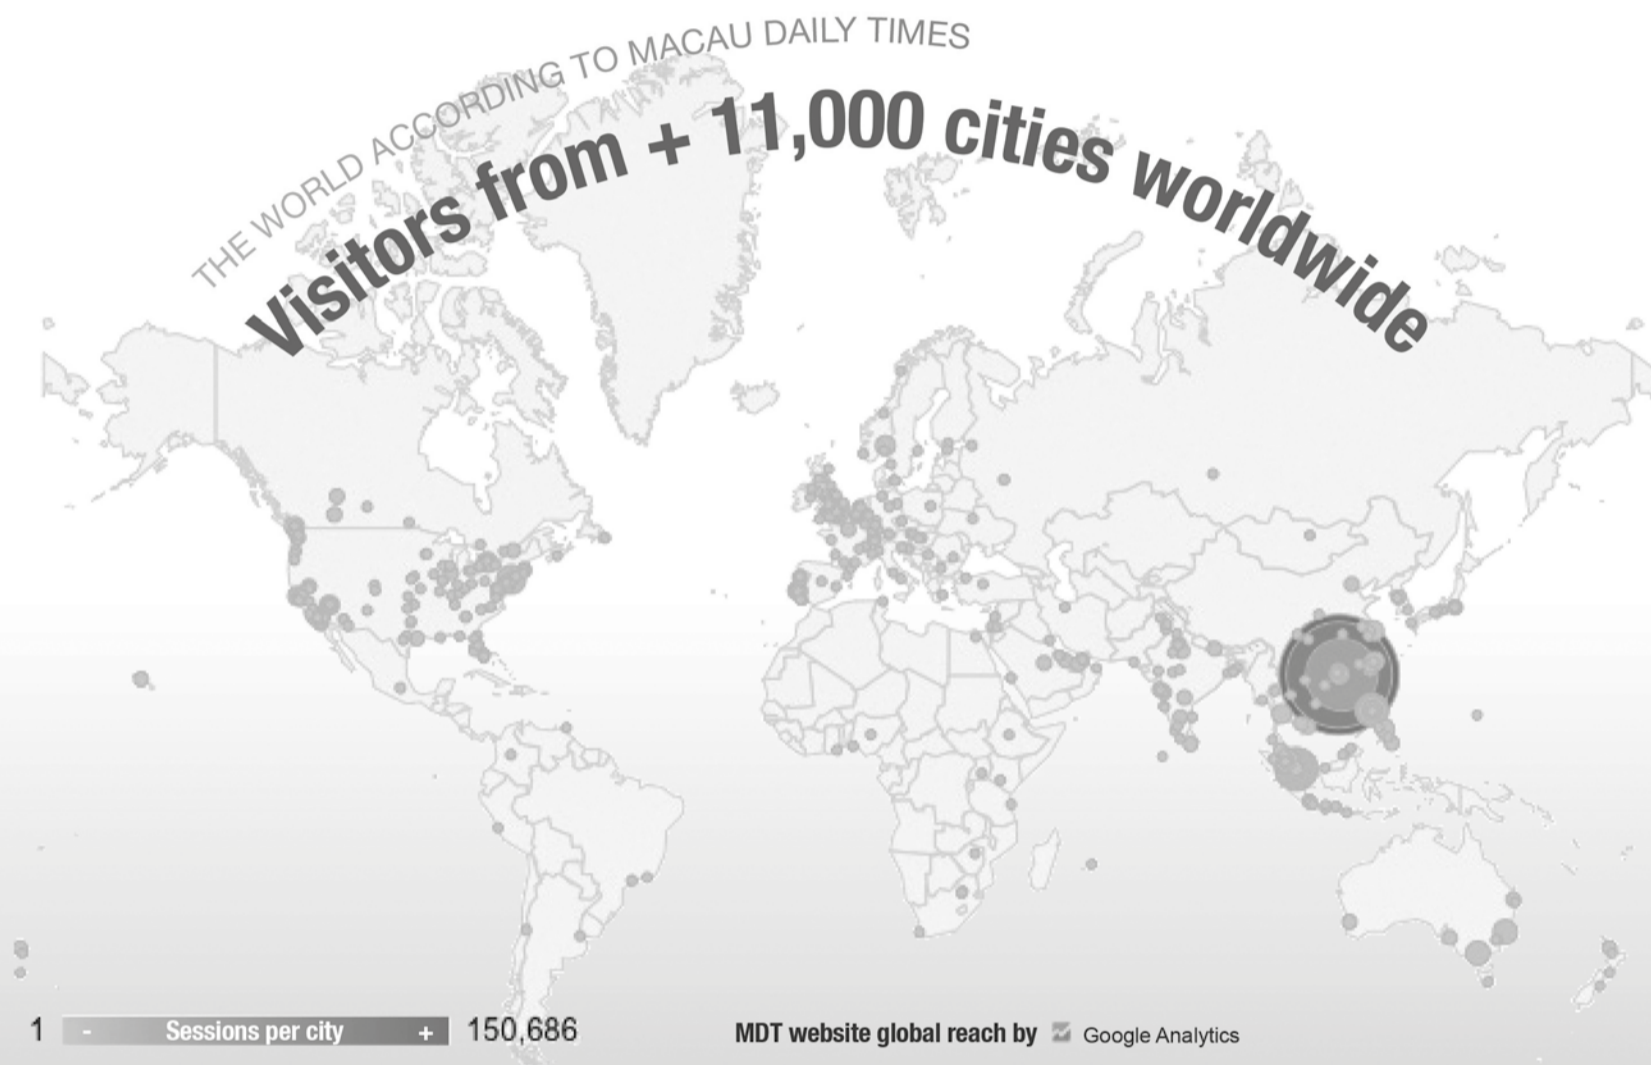 THE WORLD ACCORDING TO MACAU DAILY TIMES
Visitors from + 11,000 cities worldwide
1 - Sessions per city + 150,686
MDT website global reach by Google Analytics